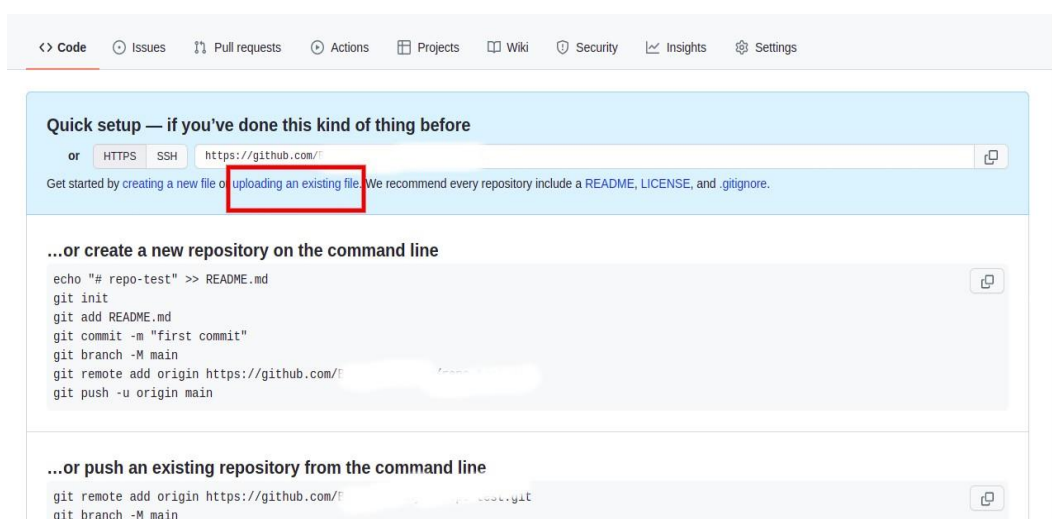 <> Code Issues Pull requests Actions Projects Wiki Security Insights Settings
Quick setup — if you've done this kind of thing before
or HTTPS SSH https://github.com/E
Get started by creating a new file or uploading an existing file. We recommend every repository include a README, LICENSE, and .gitignore.
…or create a new repository on the command line
echo "# repo-test" >> README.md
git init
git add README.md
git commit -m "first commit"
git branch -M main
git remote add origin https://github.com/E
git push -u origin main
…or push an existing repository from the command line
git remote add origin https://github.com/E test.git
git branch -M main